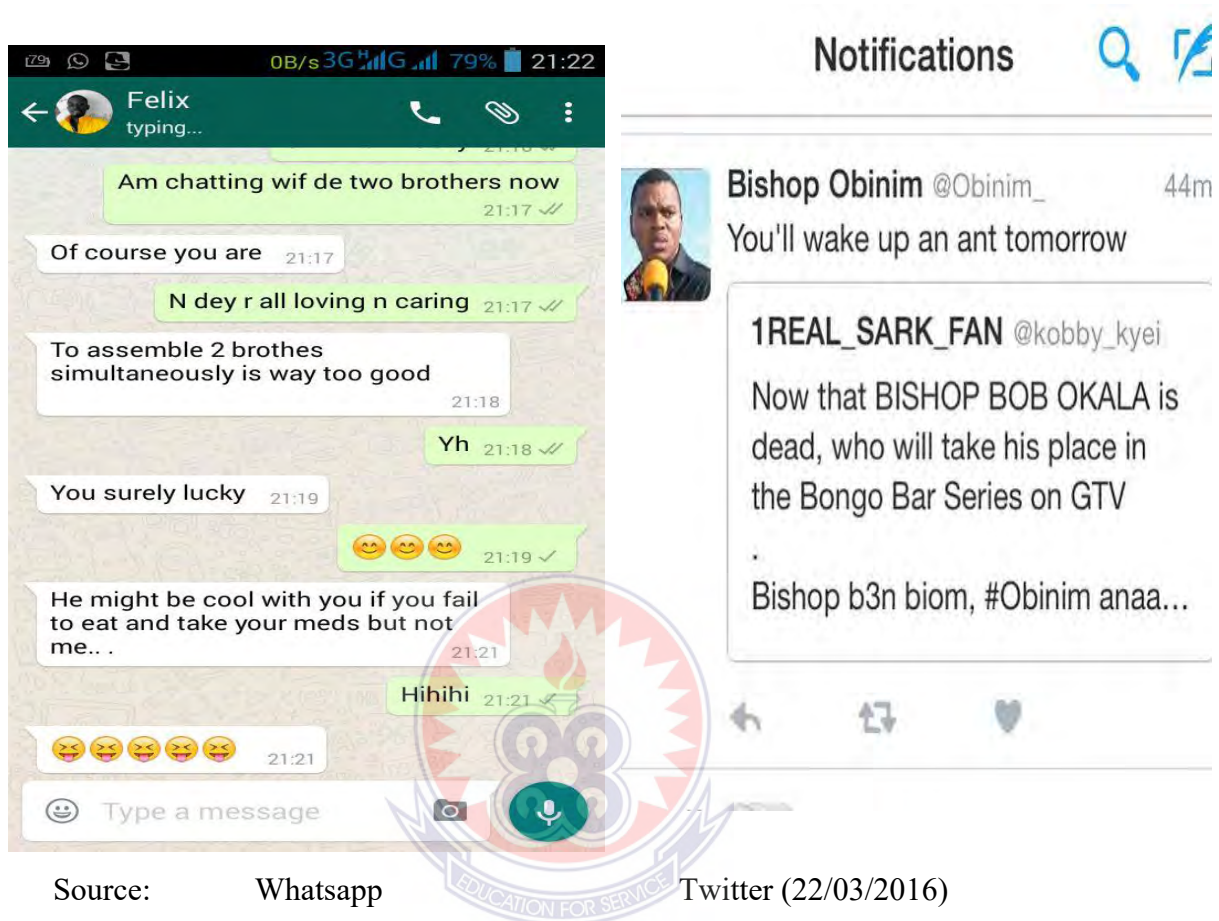 79 0B/s 3G H G 79% 21:22
Felix
typing...
Am chatting wif de two brothers now
21:17
Of course you are 21:17
N dey r all loving n caring 21:17
To assemble 2 brothes
simultaneously is way too good
21:18
Yh 21:18
You surely lucky 21:19
21:19
He might be cool with you if you fail
to eat and take your meds but not
me.. .
21:21
Hihihi 21:21
21:21
Type a message
Notifications
Bishop Obinim @Obinim_ 44m
You'll wake up an ant tomorrow
1REAL_SARK_FAN @kobby_kyei
Now that BISHOP BOB OKALA is
dead, who will take his place in
the Bongo Bar Series on GTV
.
Bishop b3n biom, #Obinim anaa...
EDUCATION FOR SERVICE
Source: Whatsapp Twitter (22/03/2016)